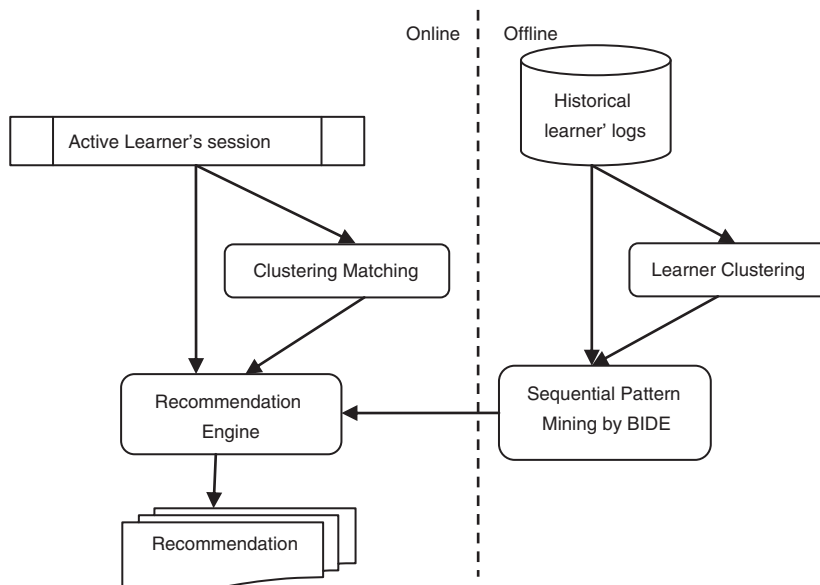 Online
Offline
Historical
learner' logs
Active Learner's session
Clustering Matching
Learner Clustering
Recommendation
Engine
Sequential Pattern
Mining by BIDE
Recommendation